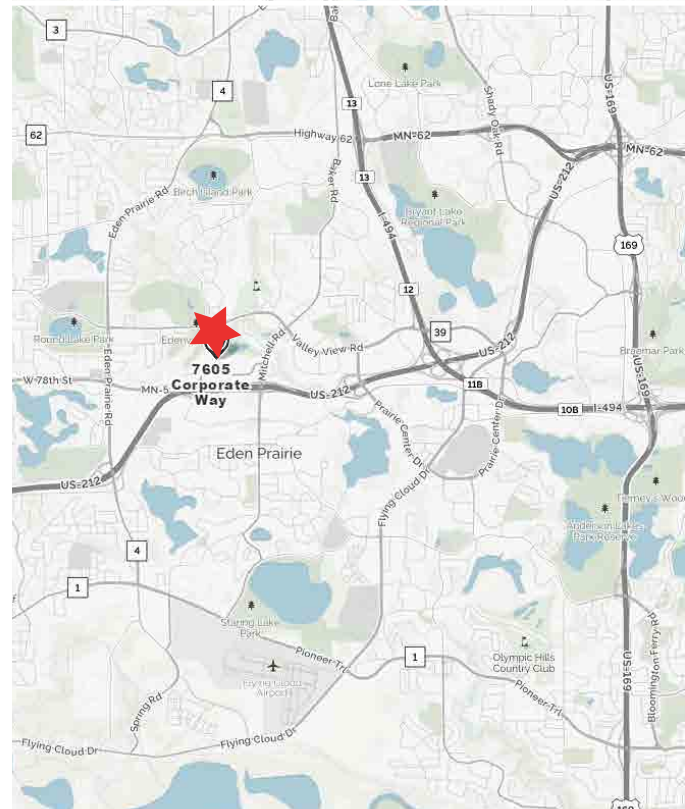 3
4
Lone Lake Park
Shady Oak Rd
US-169
13
62
Highway 62
MN-62
MN-62
Baker Rd
13
US-212
Birch Island Park
Eden Prairie Rd
I-494
Bryant Lake
Regional Park
169
12
39
Round Lake Park
Mitchell Rd
Valley View Rd
US-212
Braemar Park
7605
Corporate
Way
W 78th St
MN-5
US-212
11B
US-169
10B
I-494
Eden Prairie Rd
Prairie Center Dr
Prairie Center Dr
Eden Prairie
Flying Cloud Dr
US-212
Anderson Lakes
Park Reserve
4
1
Staring Lake
Park
Pioneer Trl
1
Olympic Hills
Country Club
Flying Cloud
Airport
Spring Rd
Pioneer Trl
US-169
Bloomington Ferry Rd
Flying Cloud Dr
Flying Cloud Dr
169